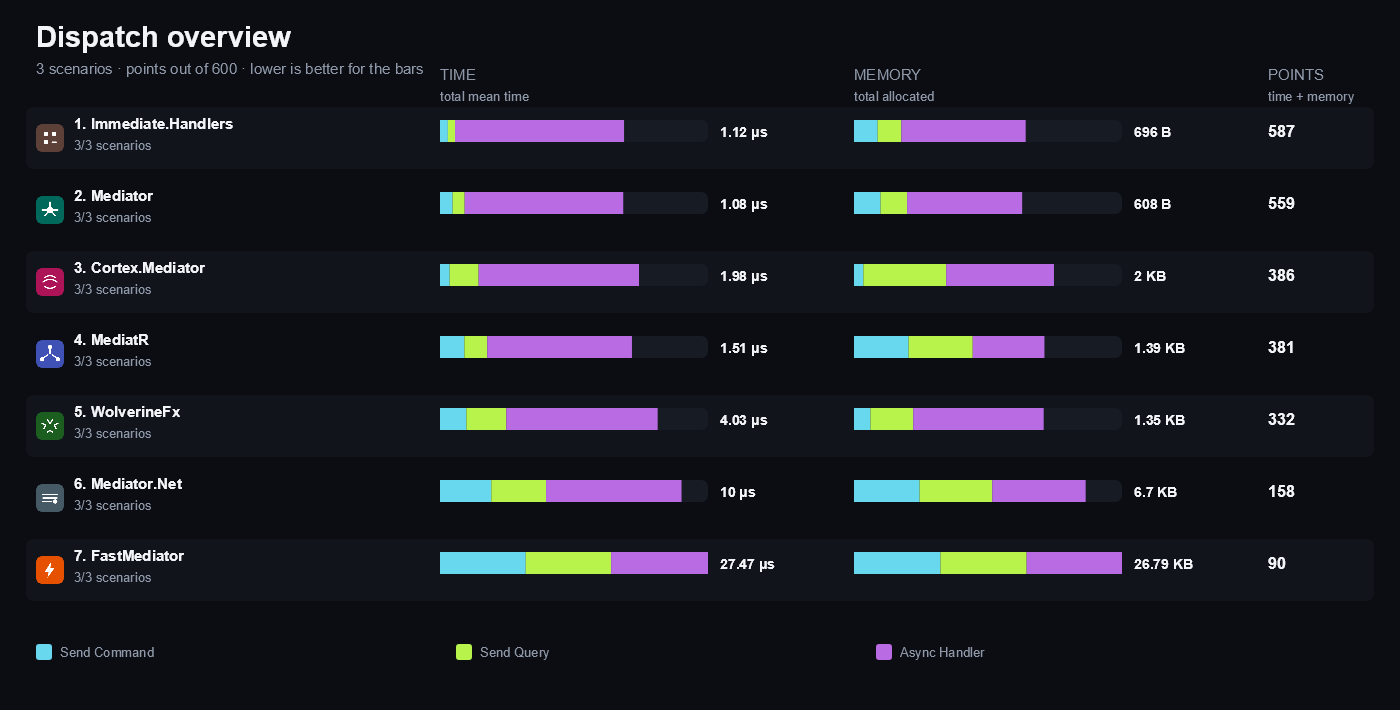 Dispatch overview
3 scenarios · points out of 600 · lower is better for the bars
TIME
total mean time
MEMORY
total allocated
POINTS
time + memory
1. Immediate.Handlers
3/3 scenarios
1.12 µs
696 B
587
2. Mediator
3/3 scenarios
1.08 µs
608 B
559
3. Cortex.Mediator
3/3 scenarios
1.98 µs
2 KB
386
4. MediatR
3/3 scenarios
1.51 µs
1.39 KB
381
5. WolverineFx
3/3 scenarios
4.03 µs
1.35 KB
332
6. Mediator.Net
3/3 scenarios
10 µs
6.7 KB
158
7. FastMediator
3/3 scenarios
27.47 µs
26.79 KB
90
Send Command
Send Query
Async Handler